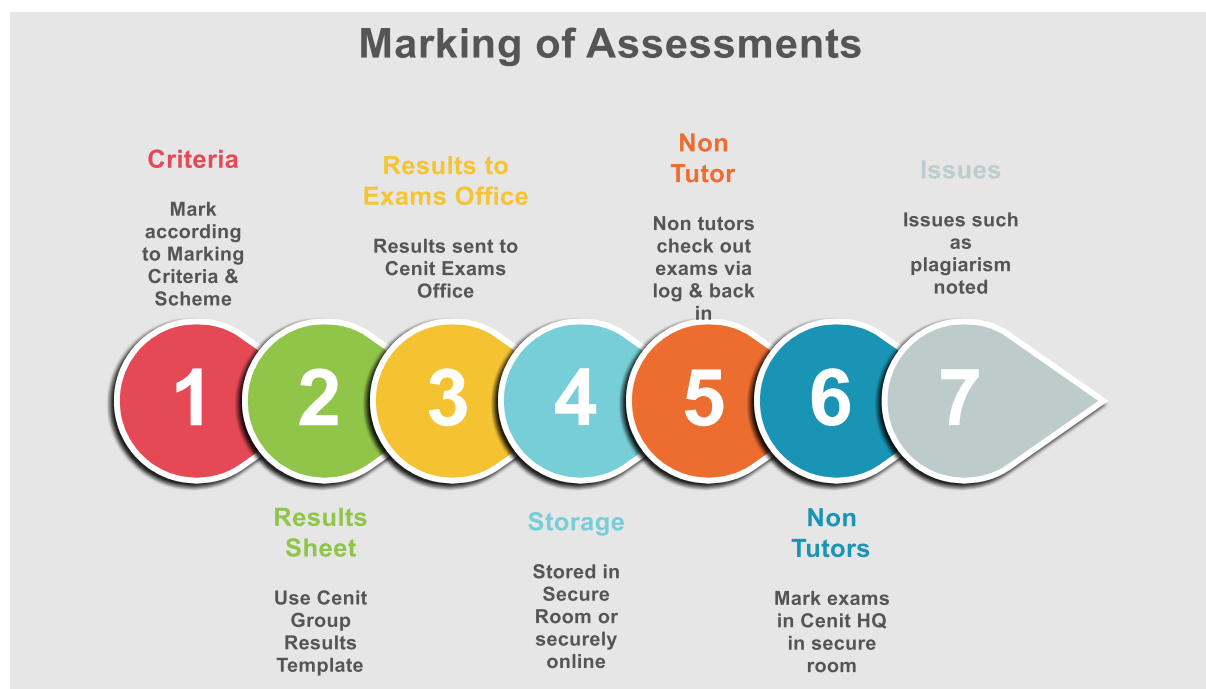 Marking of Assessments
Criteria
Mark
according
to Marking
Criteria &
Scheme
1
Results
Sheet
Use Cenit
Group
Results
Template
2
Results to
Exams Office
Results sent to
Cenit Exams
Office
3
Storage
Stored in
Secure
Room or
securely
online
4
Non
Tutor
Non tutors
check out
exams via
log & back
in
5
Non
Tutors
Mark exams
in Cenit HQ
in secure
room
6
Issues
Issues such
as
plagiarism
noted
7